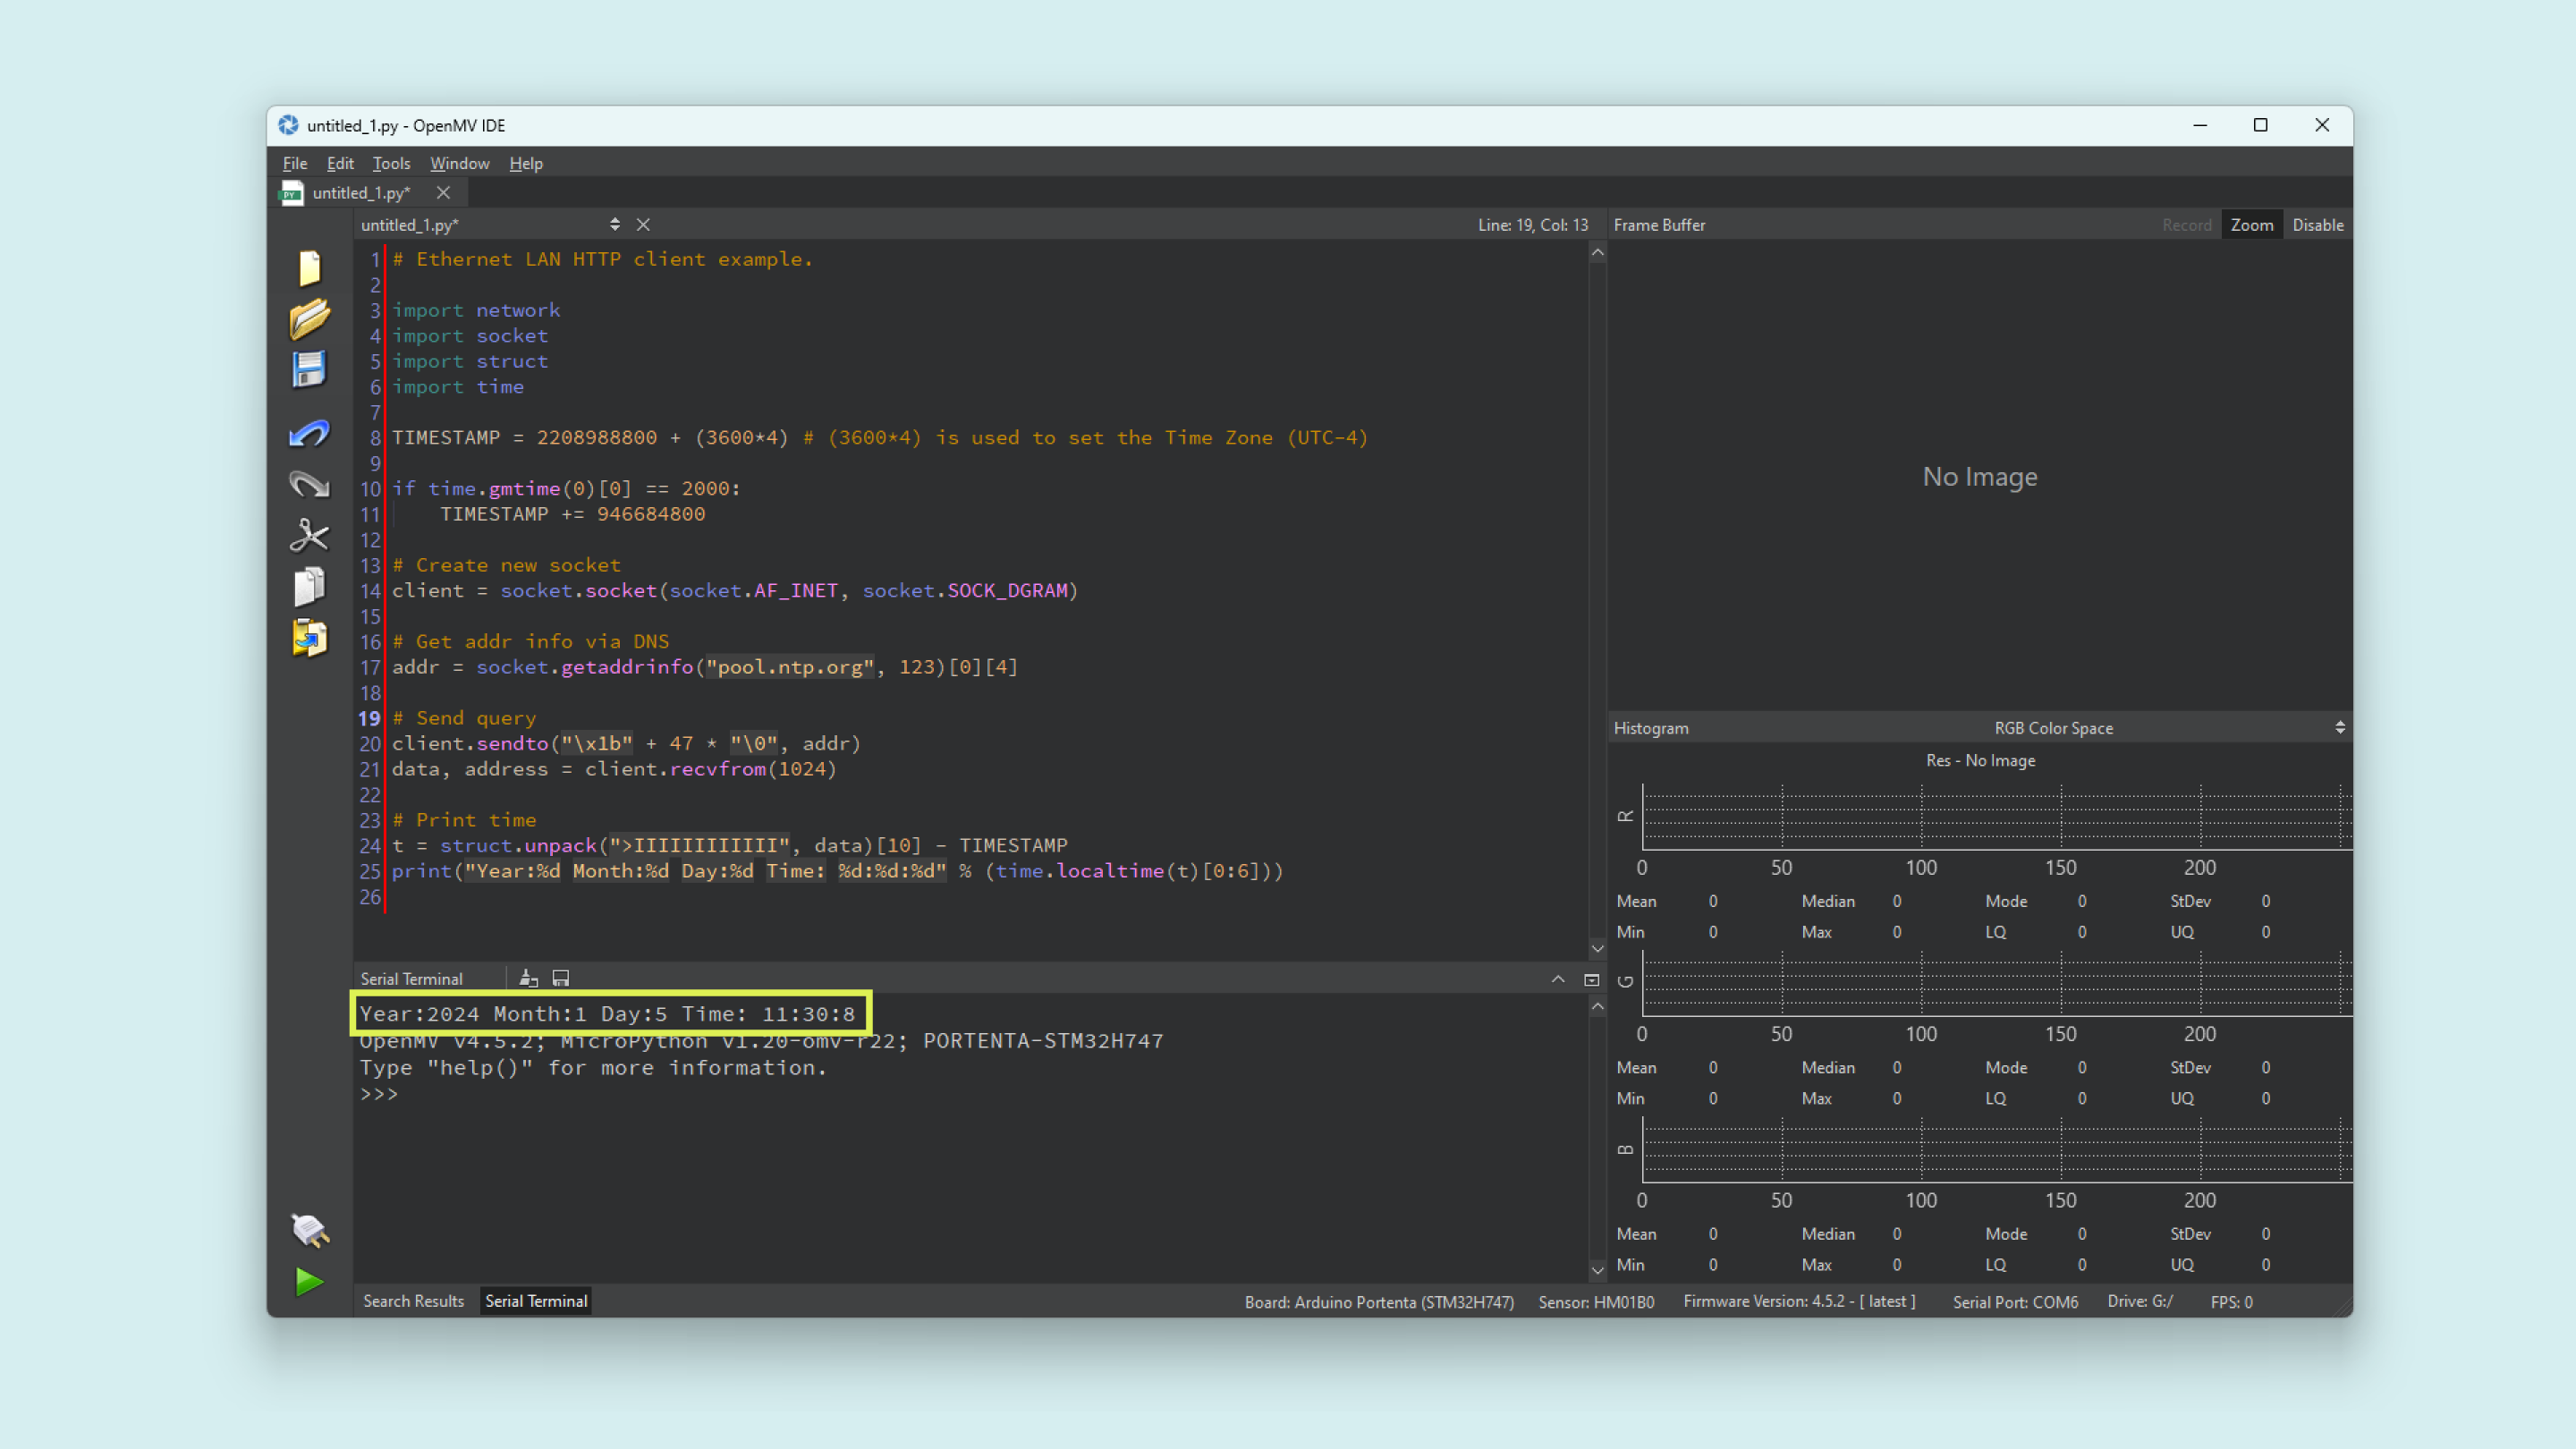 untitled_1.py - OpenMV IDE
File Edit Tools Window Help
PY untitled_1.py*
untitled_1.py* Line: 19, Col: 13
1 # Ethernet LAN HTTP client example.
2
3 import network
4 import socket
5 import struct
6 import time
7
8 TIMESTAMP = 2208988800 + (3600*4) # (3600*4) is used to set the Time Zone (UTC-4)
9
10 if time.gmtime(0)[0] == 2000:
11     TIMESTAMP += 946684800
12
13 # Create new socket
14 client = socket.socket(socket.AF_INET, socket.SOCK_DGRAM)
15
16 # Get addr info via DNS
17 addr = socket.getaddrinfo("pool.ntp.org", 123)[0][4]
18
19 # Send query
20 client.sendto("\x1b" + 47 * "\0", addr)
21 data, address = client.recvfrom(1024)
22
23 # Print time
24 t = struct.unpack(">IIIIIIIIIIII", data)[10] - TIMESTAMP
25 print("Year:%d Month:%d Day:%d Time: %d:%d:%d" % (time.localtime(t)[0:6]))
26
Serial Terminal
Year:2024 Month:1 Day:5 Time: 11:30:8
OpenMV v4.5.2; MicroPython v1.20-omv-r22; PORTENTA-STM32H747
Type "help()" for more information.
>>>
Search Results Serial Terminal
Frame Buffer Record Zoom Disable
No Image
Histogram RGB Color Space
Res - No Image
R
0 50 100 150 200
Mean 0 Median 0 Mode 0 StDev 0
Min 0 Max 0 LQ 0 UQ 0
G
0 50 100 150 200
Mean 0 Median 0 Mode 0 StDev 0
Min 0 Max 0 LQ 0 UQ 0
B
0 50 100 150 200
Mean 0 Median 0 Mode 0 StDev 0
Min 0 Max 0 LQ 0 UQ 0
Board: Arduino Portenta (STM32H747) Sensor: HM01B0 Firmware Version: 4.5.2 - [ latest ] Serial Port: COM6 Drive: G:/ FPS: 0